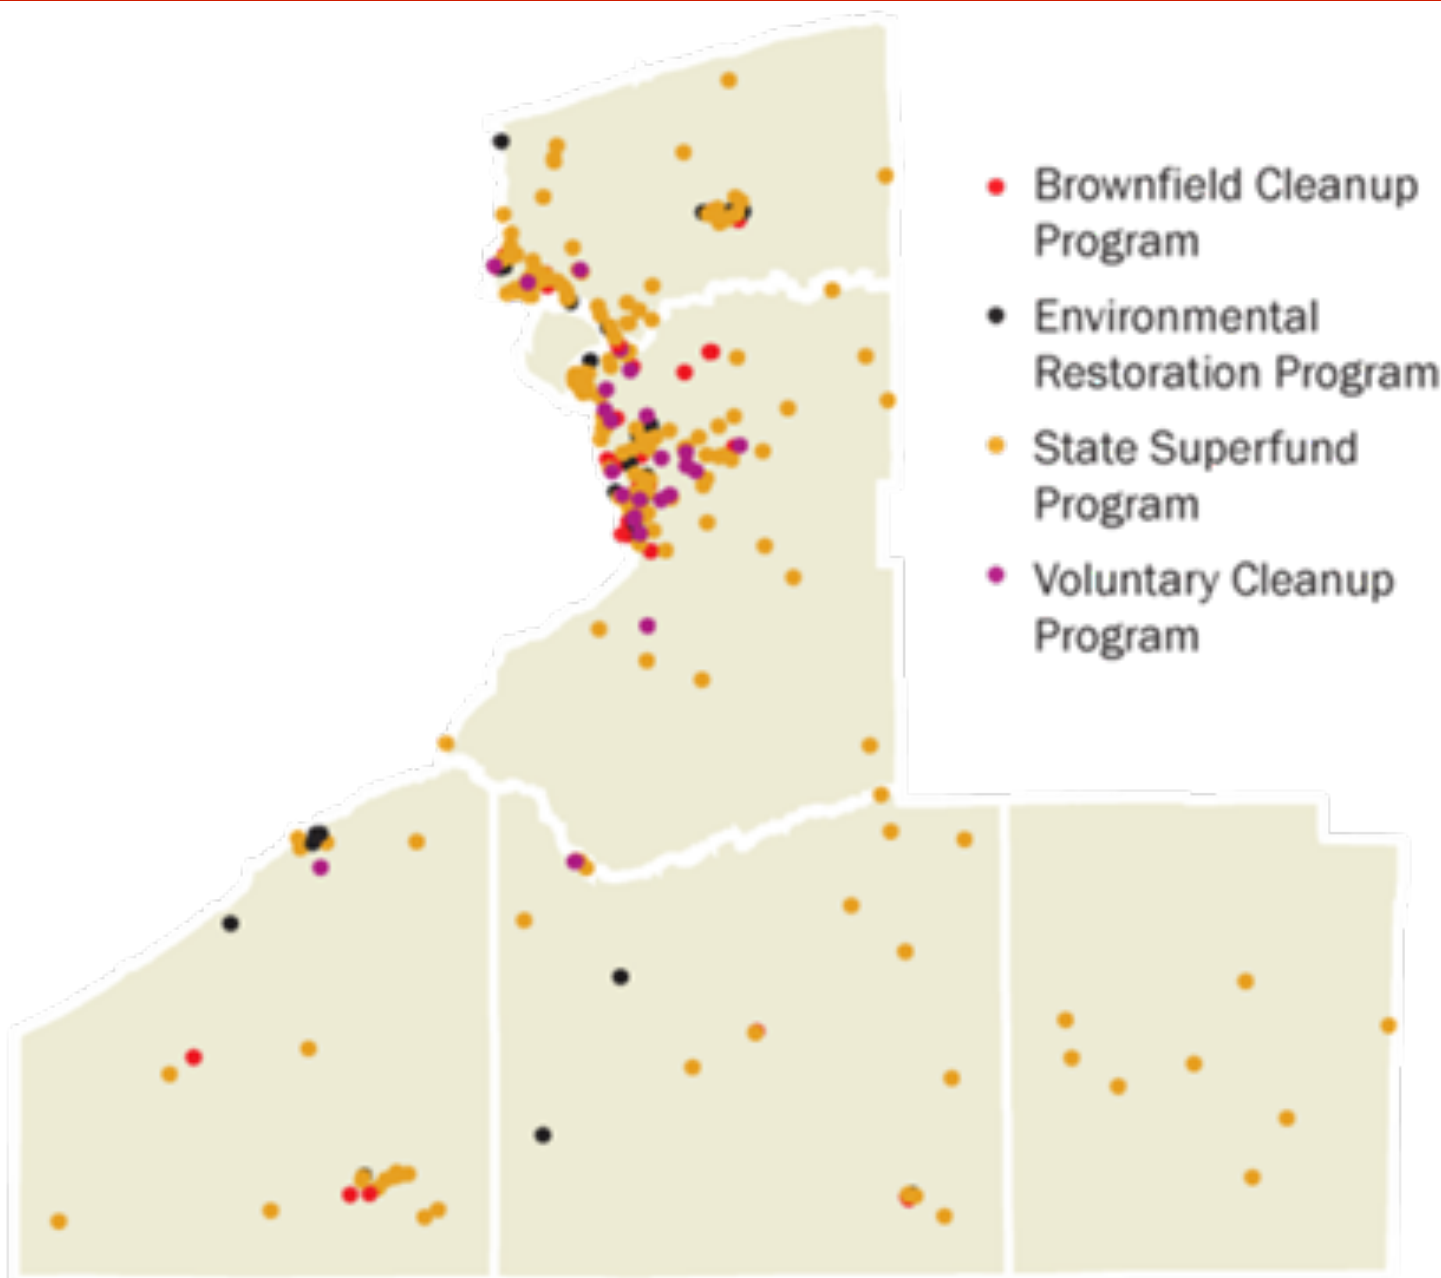 Brownfield Cleanup
Program
Environmental
Restoration Program
State Superfund
Program
Voluntary Cleanup
Program